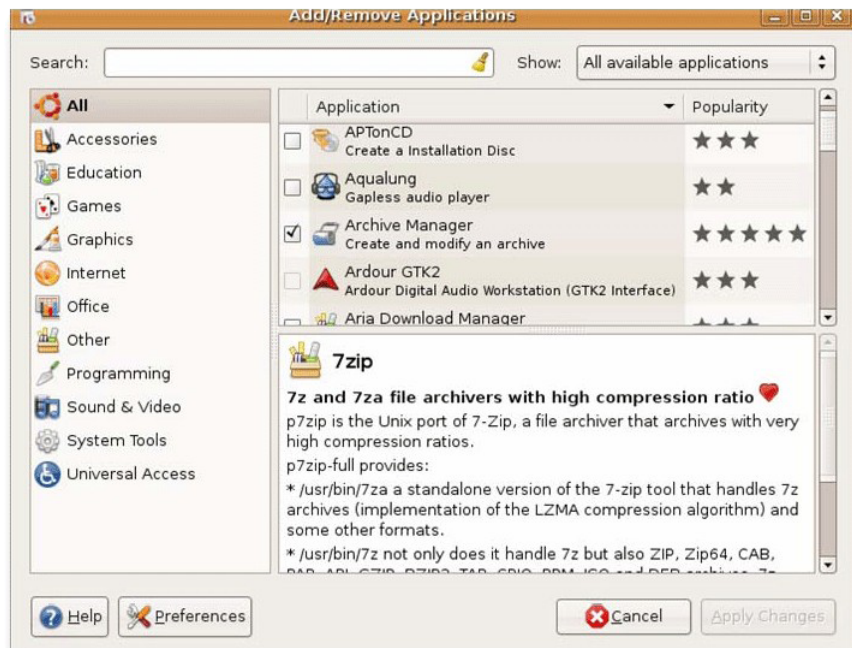 Add/Remove Applications
Search:
Show: All available applications
All
Accessories
Education
Games
Graphics
Internet
Office
Other
Programming
Sound & Video
System Tools
Universal Access
Application Popularity
APTonCD
Create a Installation Disc
Aqualung
Gapless audio player
Archive Manager
Create and modify an archive
Ardour GTK2
Ardour Digital Audio Workstation (GTK2 Interface)
Aria Download Manager
7zip
7z and 7za file archivers with high compression ratio
p7zip is the Unix port of 7-Zip, a file archiver that archives with very
high compression ratios.
p7zip-full provides:
* /usr/bin/7za a standalone version of the 7-zip tool that handles 7z
archives (implementation of the LZMA compression algorithm) and
some other formats.
* /usr/bin/7z not only does it handle 7z but also ZIP, Zip64, CAB,
Help
Preferences
Cancel
Apply Changes